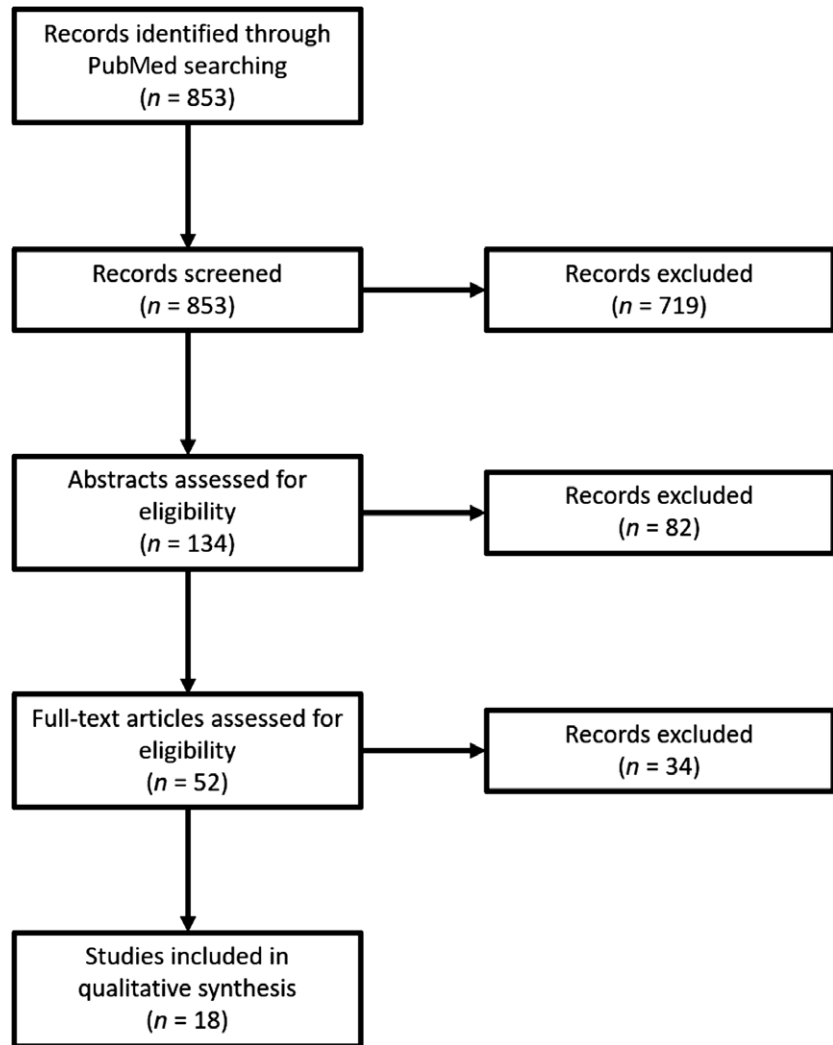 Records identified through
PubMed searching
(n = 853)
Records screened
(n = 853)
Records excluded
(n = 719)
Abstracts assessed for
eligibility
(n = 134)
Records excluded
(n = 82)
Full-text articles assessed for
eligibility
(n = 52)
Records excluded
(n = 34)
Studies included in
qualitative synthesis
(n = 18)